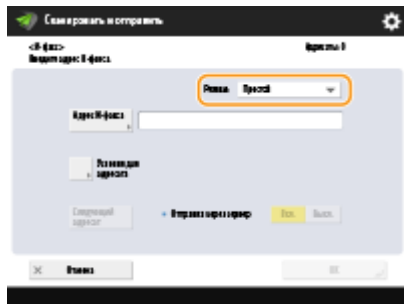 Сканировать и отправить
<И-факс>
Введите адрес И-факса.
Адресаты: 0
Режим: Простой
Адрес И-факса
Условия для
адресата
Следующий
адресат
Отправка через сервер
Вкл.
Выкл.
Отмена
OK